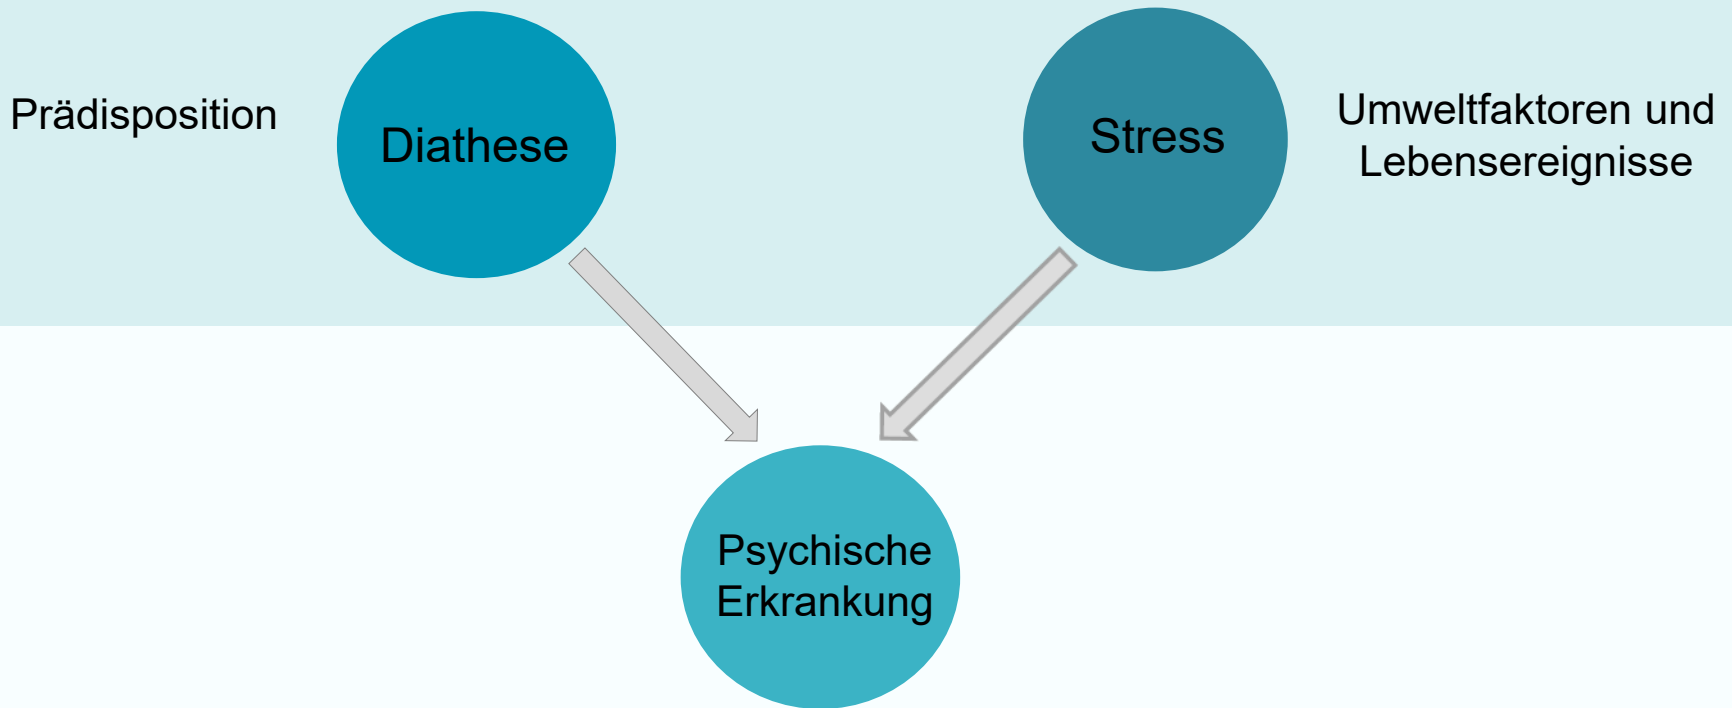 Prädisposition
Diathese
Stress
Umweltfaktoren und
Lebensereignisse
Psychische
Erkrankung